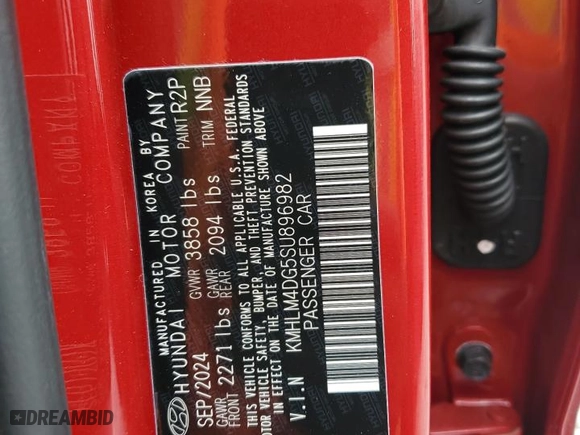 MANUFACTURED IN KOREA BY
HYUNDAI MOTOR COMPANY
SEP/2024 GVWR 3858 lbs PAINT R2P
GAWR FRONT 2271 lbs GAWR REAR 2094 lbs TRIM NNB
THIS VEHICLE CONFORMS TO ALL APPLICABLE U.S.A. FEDERAL
MOTOR VEHICLE SAFETY, BUMPER, AND THEFT PREVENTION STANDARDS
IN EFFECT ON THE DATE OF MANUFACTURE SHOWN ABOVE
V.I.N KMHLM4DG5SU896982
PASSENGER CAR
DREAMBID